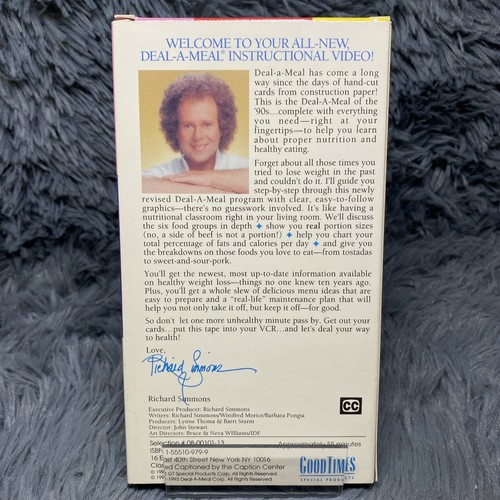 WELCOME TO YOUR ALL-NEW,
DEAL-A-MEAL® INSTRUCTIONAL VIDEO!
Deal-a-Meal has come a long
way since the days of hand-cut
cards from construction paper!
This is the Deal-A-Meal of the
'90s...complete with everything
you need—right at your
fingertips—to help you learn
about proper nutrition and
healthy eating.
Forget about all those times you
tried to lose weight in the past
and couldn't do it. I'll guide you
step-by-step through this newly
revised Deal-A-Meal program with clear, easy-to-follow
graphics—there's no guesswork involved. It's like having a
nutritional classroom right in your living room. We'll discuss
the six food groups in depth ✦ show you real portion sizes
(no, a side of beef is not a portion!) ✦ help you chart your
total percentage of fats and calories per day ✦ and give you
the breakdowns on those foods you love to eat—from tostadas
to sweet-and-sour-pork.
You'll get the newest, most up-to-date information available
on healthy weight loss—things no one knew ten years ago.
Plus, you'll get a whole slew of delicious menu ideas that are
easy to prepare and a "real-life" maintenance plan that will
help you not only take it off, but keep it off—for good.
So don't let one more unhealthy minute pass by. Get out your
cards...put this tape into your VCR...and let's deal your way
to health!
Love,
Richard Simmons
Richard Simmons
Executive Producer: Richard Simmons
Writers: Richard Simmons/Winifred Morice/Barbara Pongia
Producers: Lynne Thoma & Barri Sturm
Director: John Stewart
Art Directors: Bruce & Neva Williams/IDF
CC
Selection # 08-00101-13
Approximately 55 minutes
ISB
1-55510-979-9
16 E
East 40th Street New York NY 10016
Clos
ed Captioned by the Caption Center
1993 Deal-A-Meal Corp. All Rights Reserved.
GOODTIMES
SPECIAL PRODUCTS